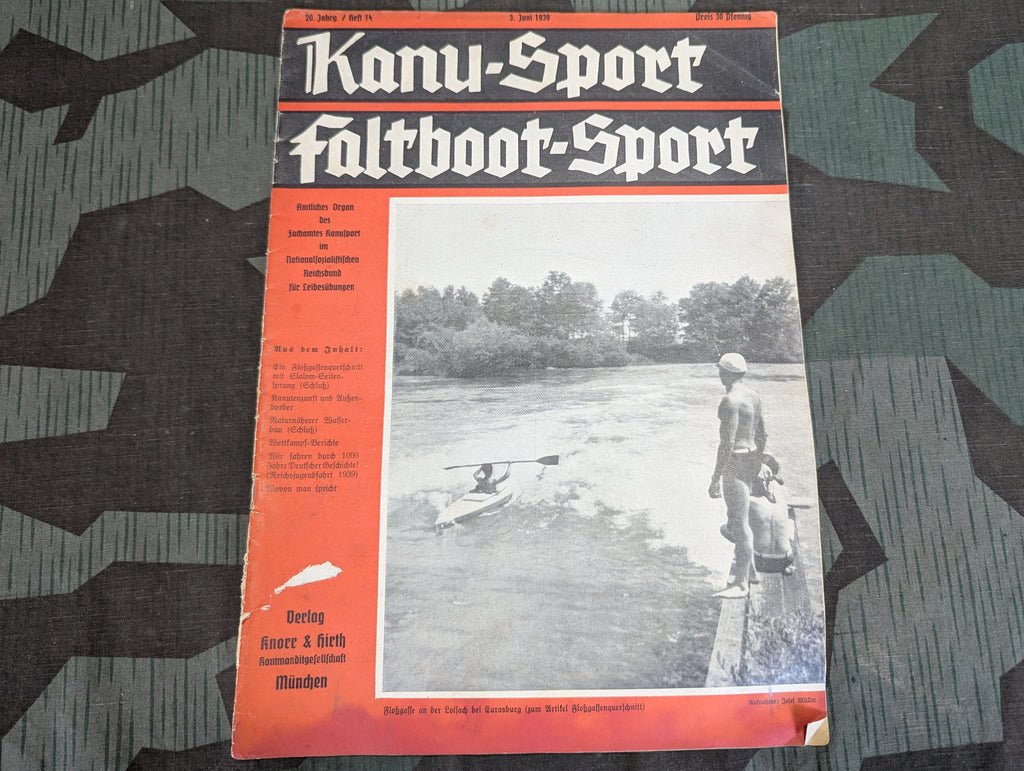 20. Jahrg. / Heft 14
3. Juni 1939
Preis 30 Pfennig
Kanu-Sport
Faltboot-Sport
Amtliches Organ
des
Fachamtes Kanusport
im
Nationalsozialistischen
Reichsbund
für Leibesübungen
Aus dem Inhalt:
Ein Floßgassenquerschnitt
mit Slalom-Seiten-
sprung (Schluß)
Kanutenzunft und Außen-
border
Naturnäherer Wasser-
bau (Schluß)
Wettkampf-Berichte
Wir fahren durch 1000
Jahre Deutscher Geschichte!
(Reichsjugendfahrt 1939)
Wovon man spricht
Verlag
Knorr & Hirth
Kommanditgesellschaft
München
Floßgasse an der Loisach bei Eurasburg (zum Artikel Floßgassenquerschnitt)
Aufnahme: Josef Müller